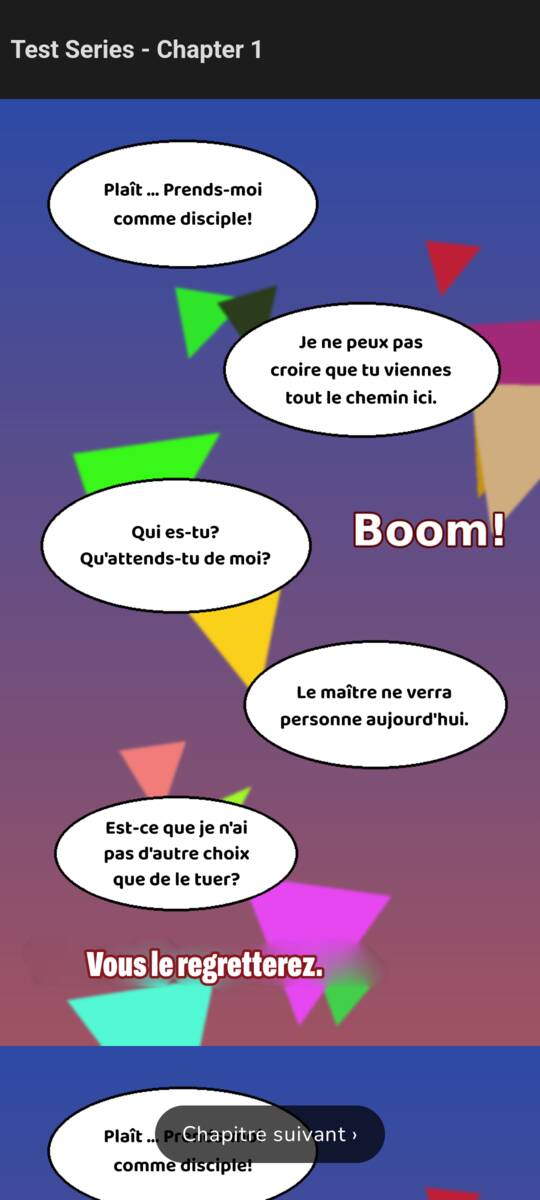 Test Series - Chapter 1
Plaît ... Prends-moi
comme disciple!
Je ne peux pas
croire que tu viennes
tout le chemin ici.
Qui es-tu?
Qu'attends-tu de moi?
Boom!
Le maître ne verra
personne aujourd'hui.
Est-ce que je n'ai
pas d'autre choix
que de le tuer?
Vous le regretterez.
Plaît ...
Chapitre suivant ›
comme disciple!